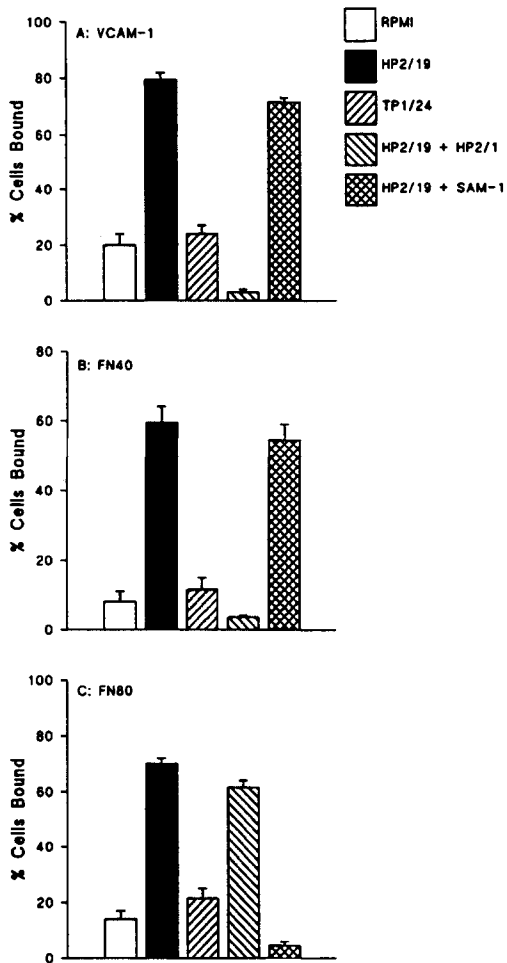 RPMI
HP2/19
TP1/24
HP2/19 + HP2/1
HP2/19 + SAM-1
A: VCAM-1
% Cells Bound
100
80
60
40
20
0
B: FN40
% Cells Bound
80
60
40
20
0
C: FN80
% Cells Bound
100
80
60
40
20
0